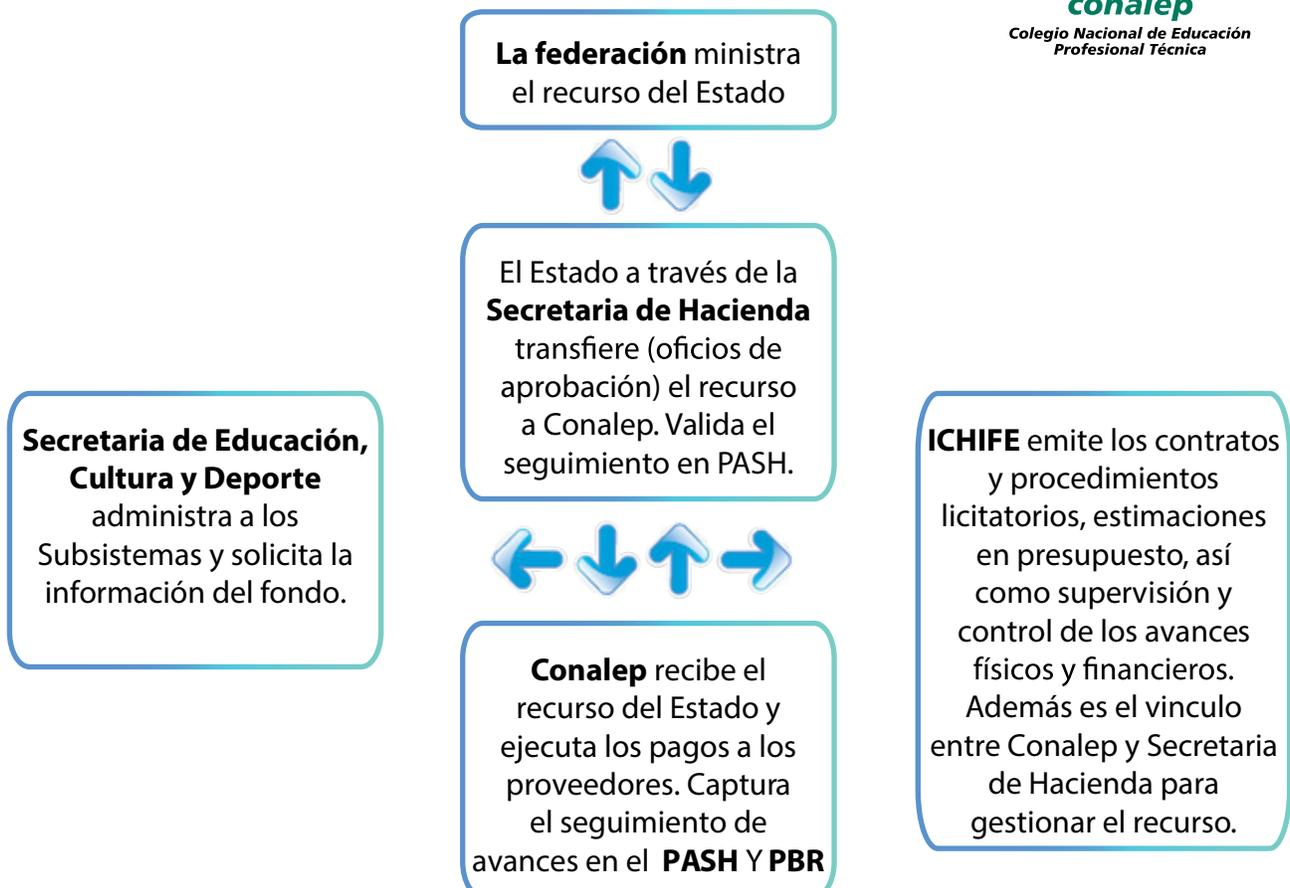 conalep
Colegio Nacional de Educación
Profesional Técnica
La federación ministra
el recurso del Estado
El Estado a través de la
Secretaria de Hacienda
transfiere (oficios de
aprobación) el recurso
a Conalep. Valida el
seguimiento en PASH.
Secretaria de Educación,
Cultura y Deporte
administra a los
Subsistemas y solicita la
información del fondo.
ICHIFE emite los contratos
y procedimientos
licitatorios, estimaciones
en presupuesto, así
como supervisión y
control de los avances
físicos y financieros.
Además es el vinculo
entre Conalep y Secretaria
de Hacienda para
gestionar el recurso.
Conalep recibe el
recurso del Estado y
ejecuta los pagos a los
proveedores. Captura
el seguimiento de
avances en el PASH Y PBR